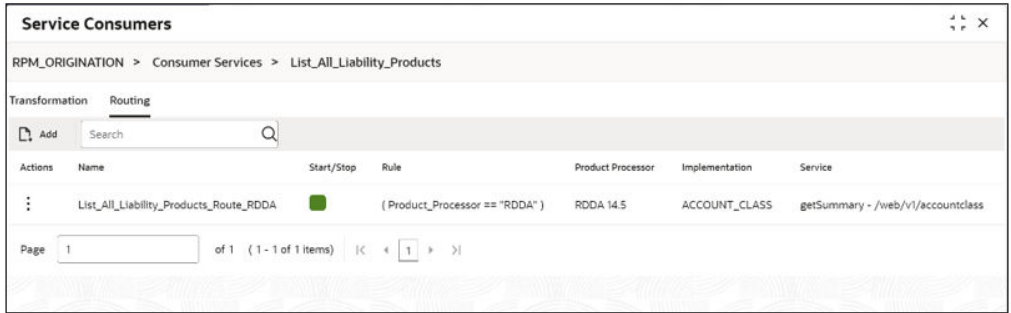 Service Consumers
RPM_ORIGINATION > Consumer Services > List_All_Liability_Products
Transformation Routing
Add Search
Actions Name Start/Stop Rule Product Processor Implementation Service
List_All_Liability_Products_Route_RDDA ( Product_Processor == "RDDA" ) RDDA 14.5 ACCOUNT_CLASS getSummary - /web/v1/accountclass
Page 1 of 1 ( 1 - 1 of 1 items) 1